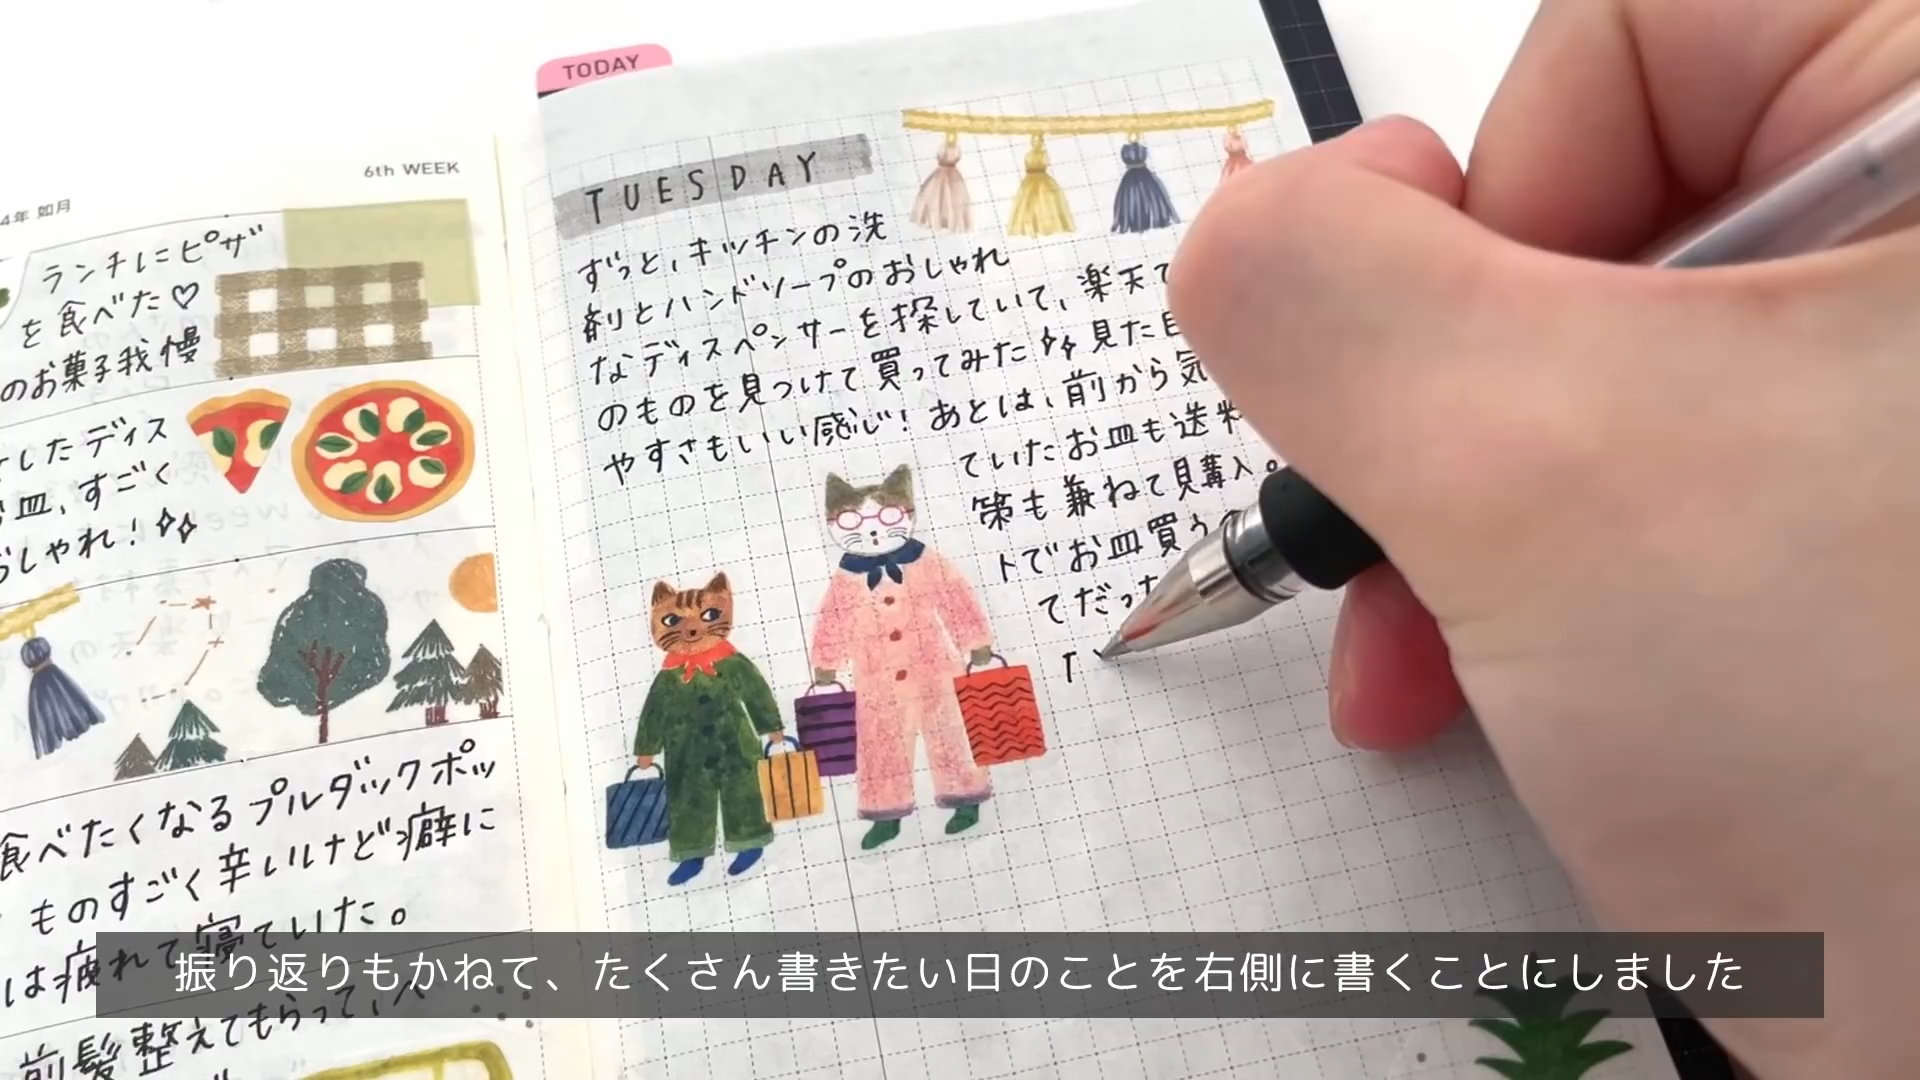 TODAY
6th WEEK
4年 如月
ランチにピザ
を食べた♡
のお菓子我慢
したディス
お皿、すごく
おしゃれ!
食べたくなるプルダックポッ
ものすごく辛いけど癖に
は疲れて寝ていた。
前髪整えてもらって、
TUESDAY
ずっと、キッチンの洗
剤とハンドソープのおしゃれ
なディスペンサーを探していて、楽天で
のものを見つけて買ってみた 見た目
やすさもいい感じ!あとは、前から気
ていたお皿も送料
策も兼ねて購入。
トでお皿買う
てだった
振り返りもかねて、たくさん書きたい日のことを右側に書くことにしました